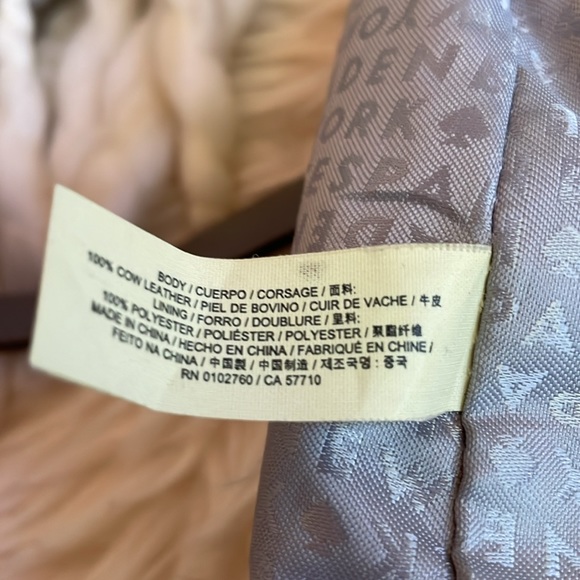 DEN
ORK♠
ESPA
BODY / CUERPO / CORSAGE / 面料:
100% COW LEATHER / PIEL DE BOVINO / CUIR DE VACHE / 牛皮
LINING / FORRO / DOUBLURE / 里料:
100% POLYESTER / POLIÉSTER / POLYESTER / 聚酯纤维
MADE IN CHINA / HECHO EN CHINA / FABRIQUÉ EN CHINE /
FEITO NA CHINA / 中国製 / 中国制造 / 제조국명 : 중국
RN 0102760 / CA 57710